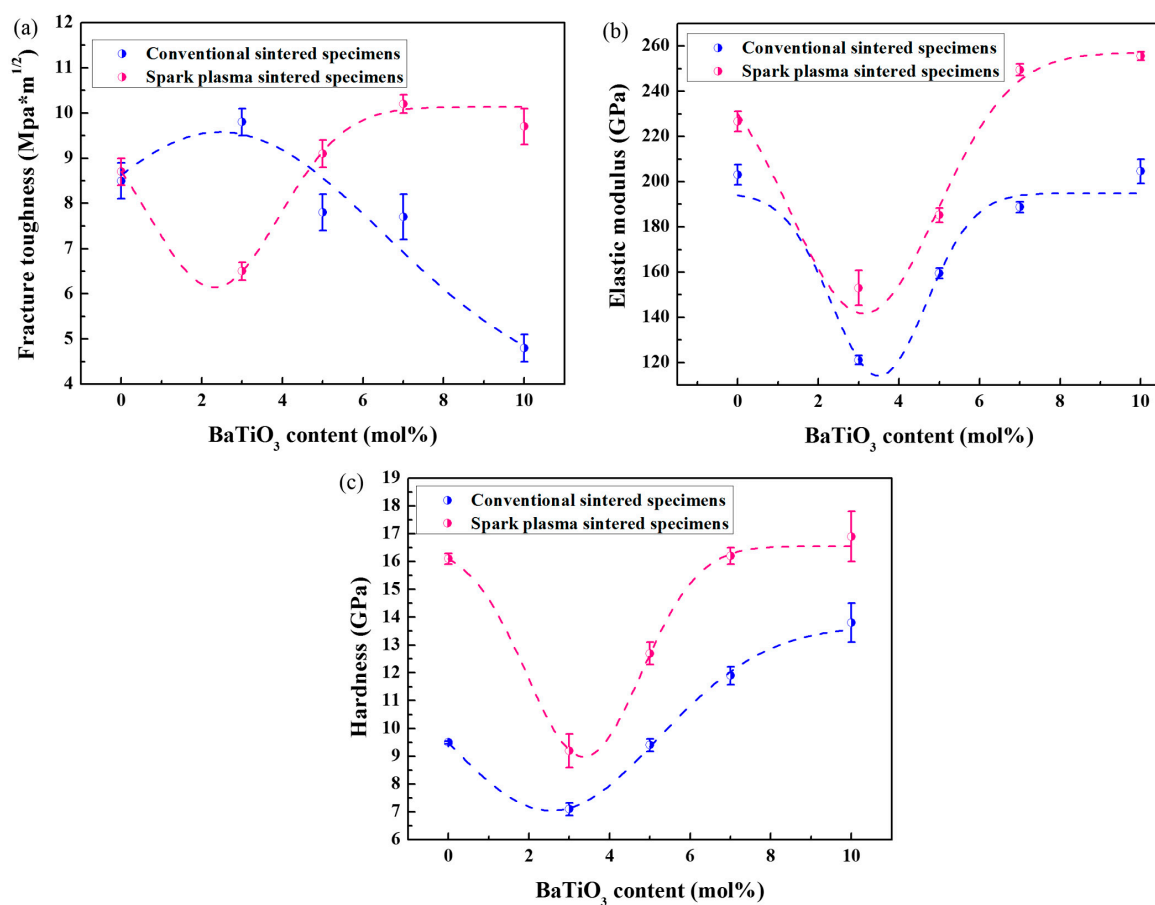 (a)
12
11
10
9
8
7
6
5
4
0 2 4 6 8 10
Fracture toughness (Mpa*m^1/2)
BaTiO₃ content (mol%)
Conventional sintered specimens
Spark plasma sintered specimens
(b)
260
240
220
200
180
160
140
120
0 2 4 6 8 10
Elastic modulus (GPa)
BaTiO₃ content (mol%)
Conventional sintered specimens
Spark plasma sintered specimens
(c)
19
18
17
16
15
14
13
12
11
10
9
8
7
6
0 2 4 6 8 10
Hardness (GPa)
BaTiO₃ content (mol%)
Conventional sintered specimens
Spark plasma sintered specimens